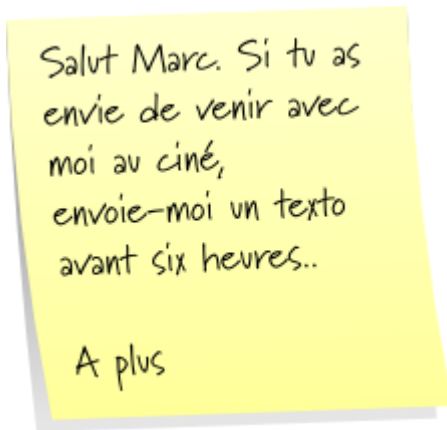 Salut Marc. Si tu as
envie de venir avec
moi au ciné,
envoie-moi un texto
avant six heures..
A plus